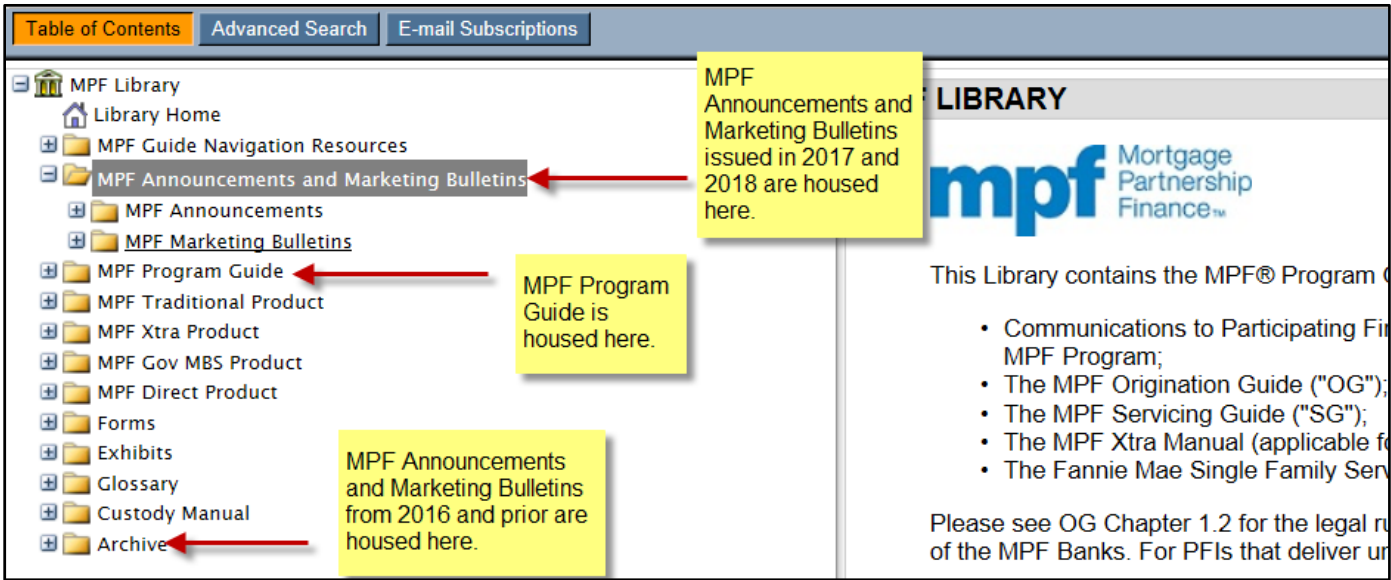 Table of Contents
Advanced Search
E-mail Subscriptions
MPF Library
Library Home
MPF Guide Navigation Resources
MPF Announcements and Marketing Bulletins
MPF Announcements
MPF Marketing Bulletins
MPF Program Guide
MPF Traditional Product
MPF Xtra Product
MPF Gov MBS Product
MPF Direct Product
Forms
Exhibits
Glossary
Custody Manual
Archive
MPF
Announcements and
Marketing Bulletins
issued in 2017 and
2018 are housed
here.
MPF Program
Guide is
housed here.
MPF Announcements
and Marketing Bulletins
from 2016 and prior are
housed here.
LIBRARY
mpf
Mortgage
Partnership
Finance™
This Library contains the MPF® Program
• Communications to Participating
MPF Program;
• The MPF Origination Guide ("OG");
• The MPF Servicing Guide ("SG");
• The MPF Xtra Manual (applicable
• The Fannie Mae Single Family
Please see OG Chapter 1.2 for the legal
of the MPF Banks. For PFIs that deliver